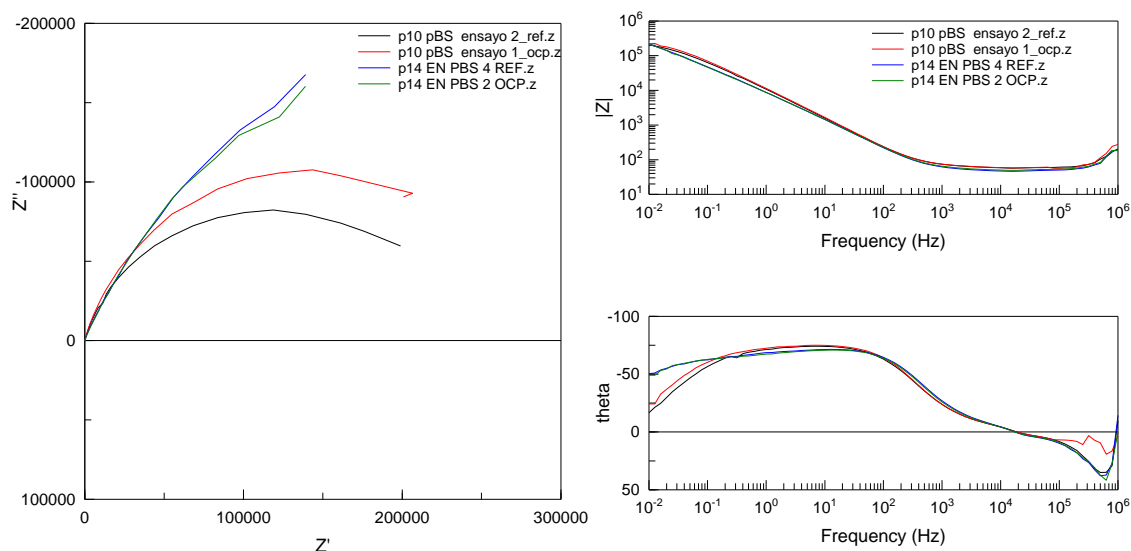 -200000
-100000
0
100000
Z''
0
100000
200000
300000
Z'
p10 pBS ensayo 2_ref.z
p10 pBS ensayo 1_ocp.z
p14 EN PBS 4 REF.z
p14 EN PBS 2 OCP.z
10^6
10^5
10^4
10^3
10^2
10^1
|Z|
10^-2
10^-1
10^0
10^1
10^2
10^3
10^4
10^5
10^6
Frequency (Hz)
p10 pBS ensayo 2_ref.z
p10 pBS ensayo 1_ocp.z
p14 EN PBS 4 REF.z
p14 EN PBS 2 OCP.z
-100
-50
0
50
theta
10^-2
10^-1
10^0
10^1
10^2
10^3
10^4
10^5
10^6
Frequency (Hz)